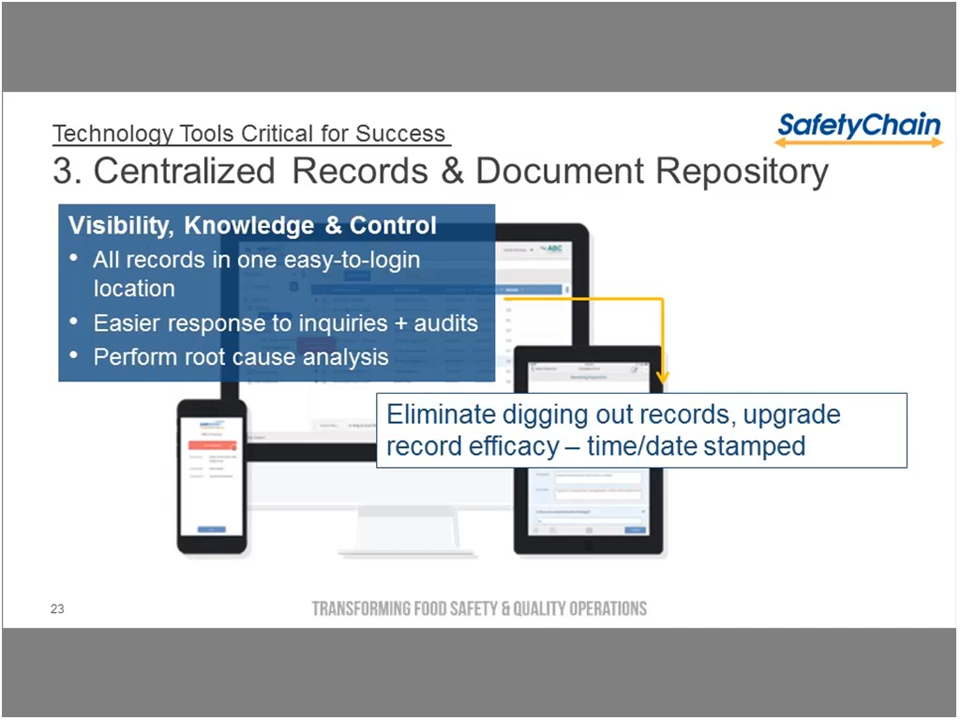 Technology Tools Critical for Success
SafetyChain
3. Centralized Records & Document Repository
Visibility, Knowledge & Control
• All records in one easy-to-login
location
• Easier response to inquiries + audits
• Perform root cause analysis
ABC
Eliminate digging out records, upgrade
record efficacy – time/date stamped
23
TRANSFORMING FOOD SAFETY & QUALITY OPERATIONS